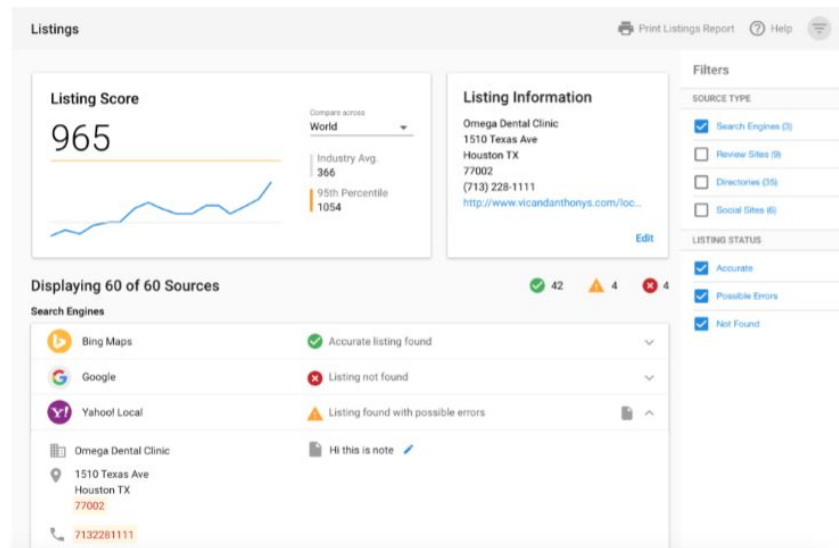 Listings
Print Listings Report
Help
Listing Score
965
Compare across
World
Industry Avg.
366
95th Percentile
1054
Listing Information
Omega Dental Clinic
1510 Texas Ave
Houston TX
77002
(713) 228-1111
http://www.vicandanthonys.com/loc...
Edit
Filters
SOURCE TYPE
Search Engines (3)
Review Sites (9)
Directories (35)
Social Sites (6)
LISTING STATUS
Accurate
Possible Errors
Not Found
Displaying 60 of 60 Sources
42
4
4
Search Engines
Bing Maps
Accurate listing found
G
Google
Listing not found
Y!
Yahoo! Local
Listing found with possible errors
Omega Dental Clinic
Hi this is note
1510 Texas Ave
Houston TX
77002
7132281111